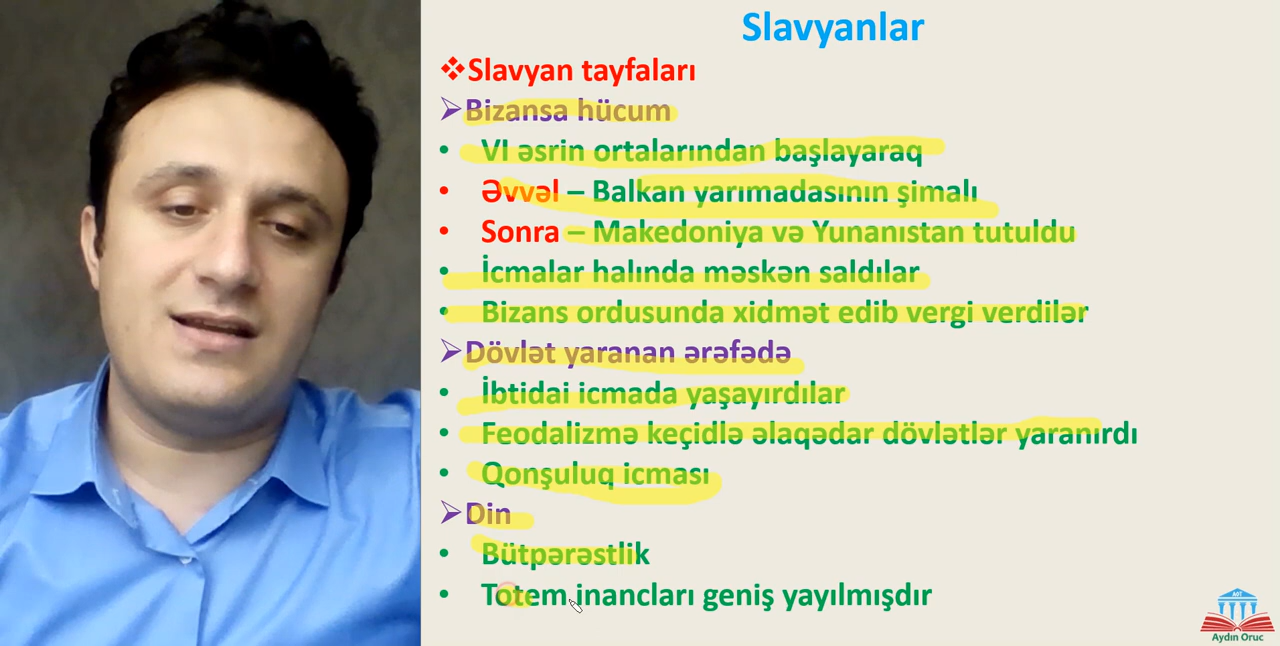 Slavyanlar
❖Slavyan tayfaları
➢Bizansa hücum
• VI əsrin ortalarından başlayaraq
• Əvvəl – Balkan yarımadasının şimalı
• Sonra – Makedoniya və Yunanıstan tutuldu
• İcmalar halında məskən saldılar
• Bizans ordusunda xidmət edib vergi verdilər
➢Dövlət yaranan ərəfədə
• İbtidai icmada yaşayırdılar
• Feodalizmə keçidlə əlaqədar dövlətlər yaranırdı
• Qonşuluq icması
➢Din
• Bütpərəstlik
• Totem inancları geniş yayılmışdır
AOT
Aydın Oruc